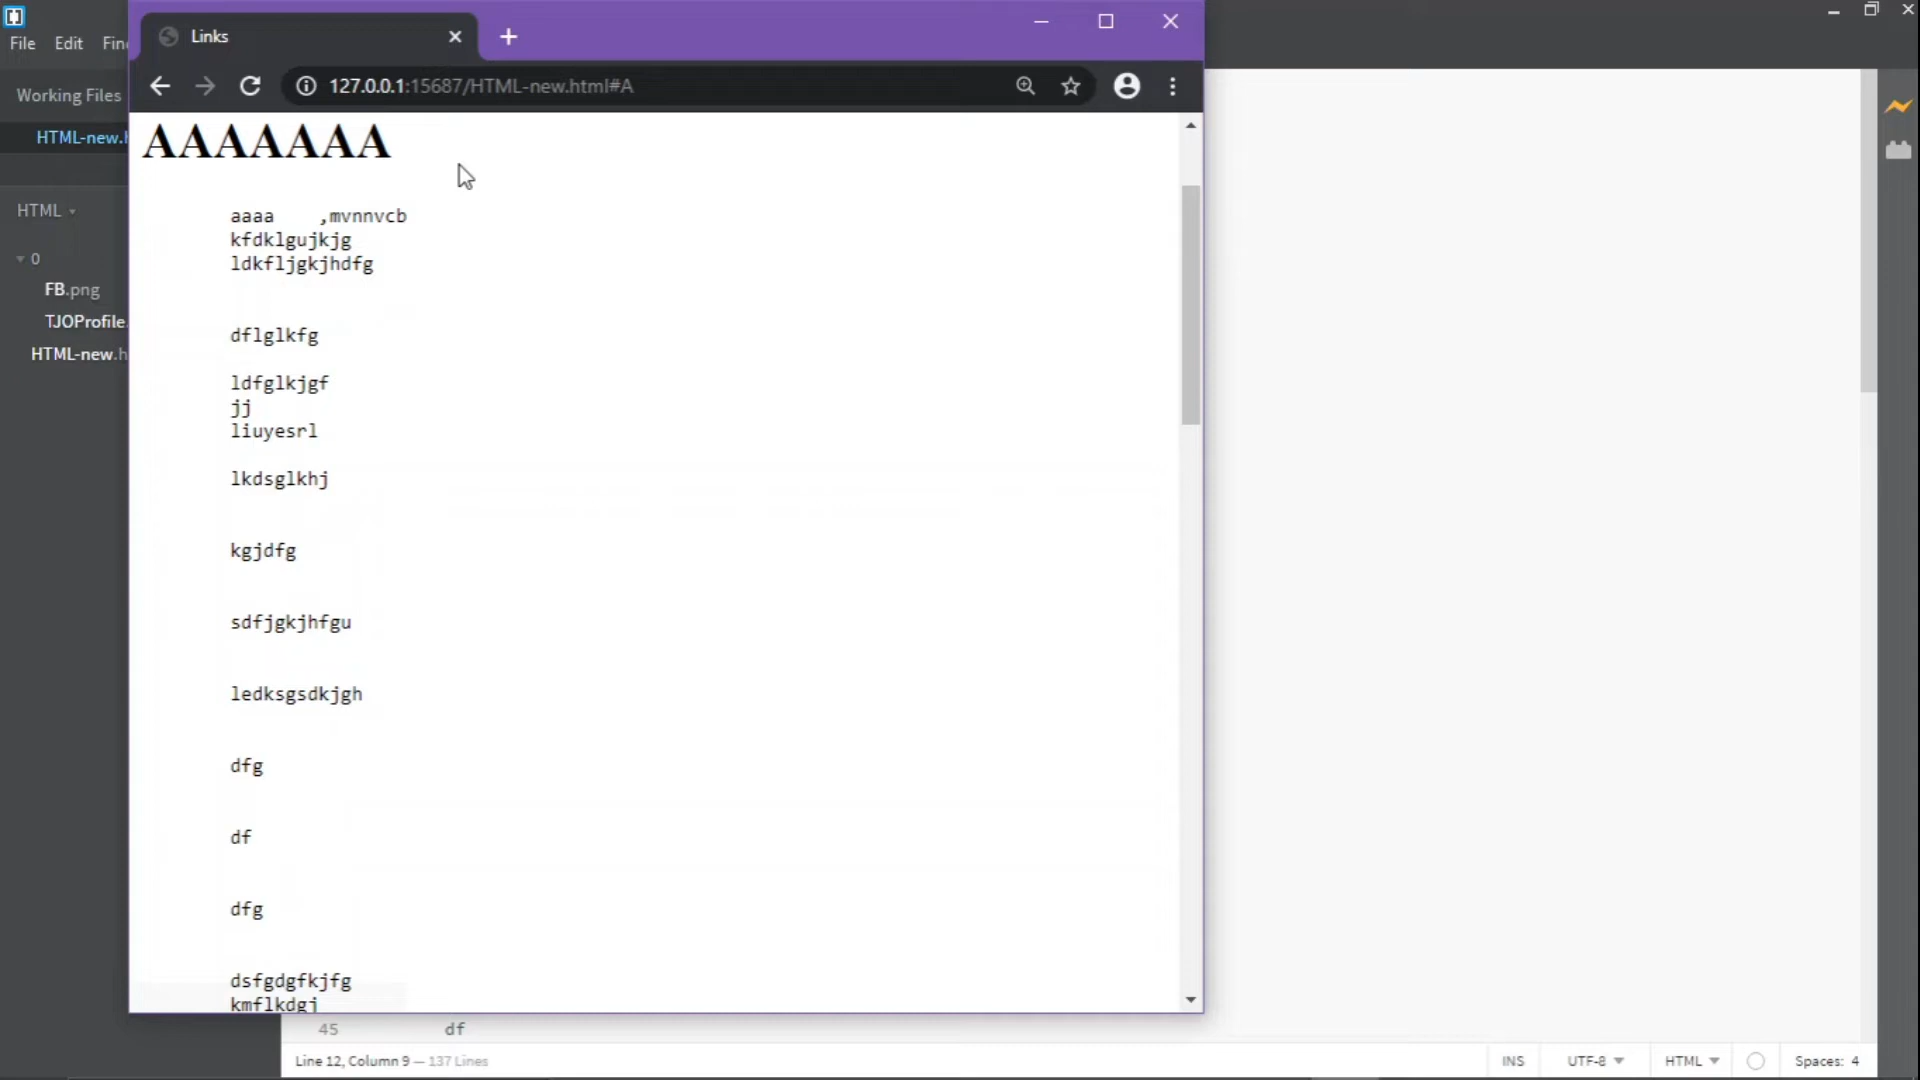 Links
File Edit
127.0.0.1:15687/HTML-new.html#A
Working Files
HTML-new.h
AAAAAAA
HTML
aaaa    ,mvnnvcb
kfdklgujkjg
0
ldkfljgkjhdfg
FB.png
TJOProfile.
dflglkfg
HTML-new.h
ldfglkjgf
jj
liuyesrl
lkdsglkhj
kgjdfg
sdfjgkjhfgu
ledksgsdkjgh
dfg
df
dfg
dsfgdgfkjfg
kmflkdgj
45 df
Line 12, Column 9 — 137 Lines INS UTF-8 HTML Spaces: 4